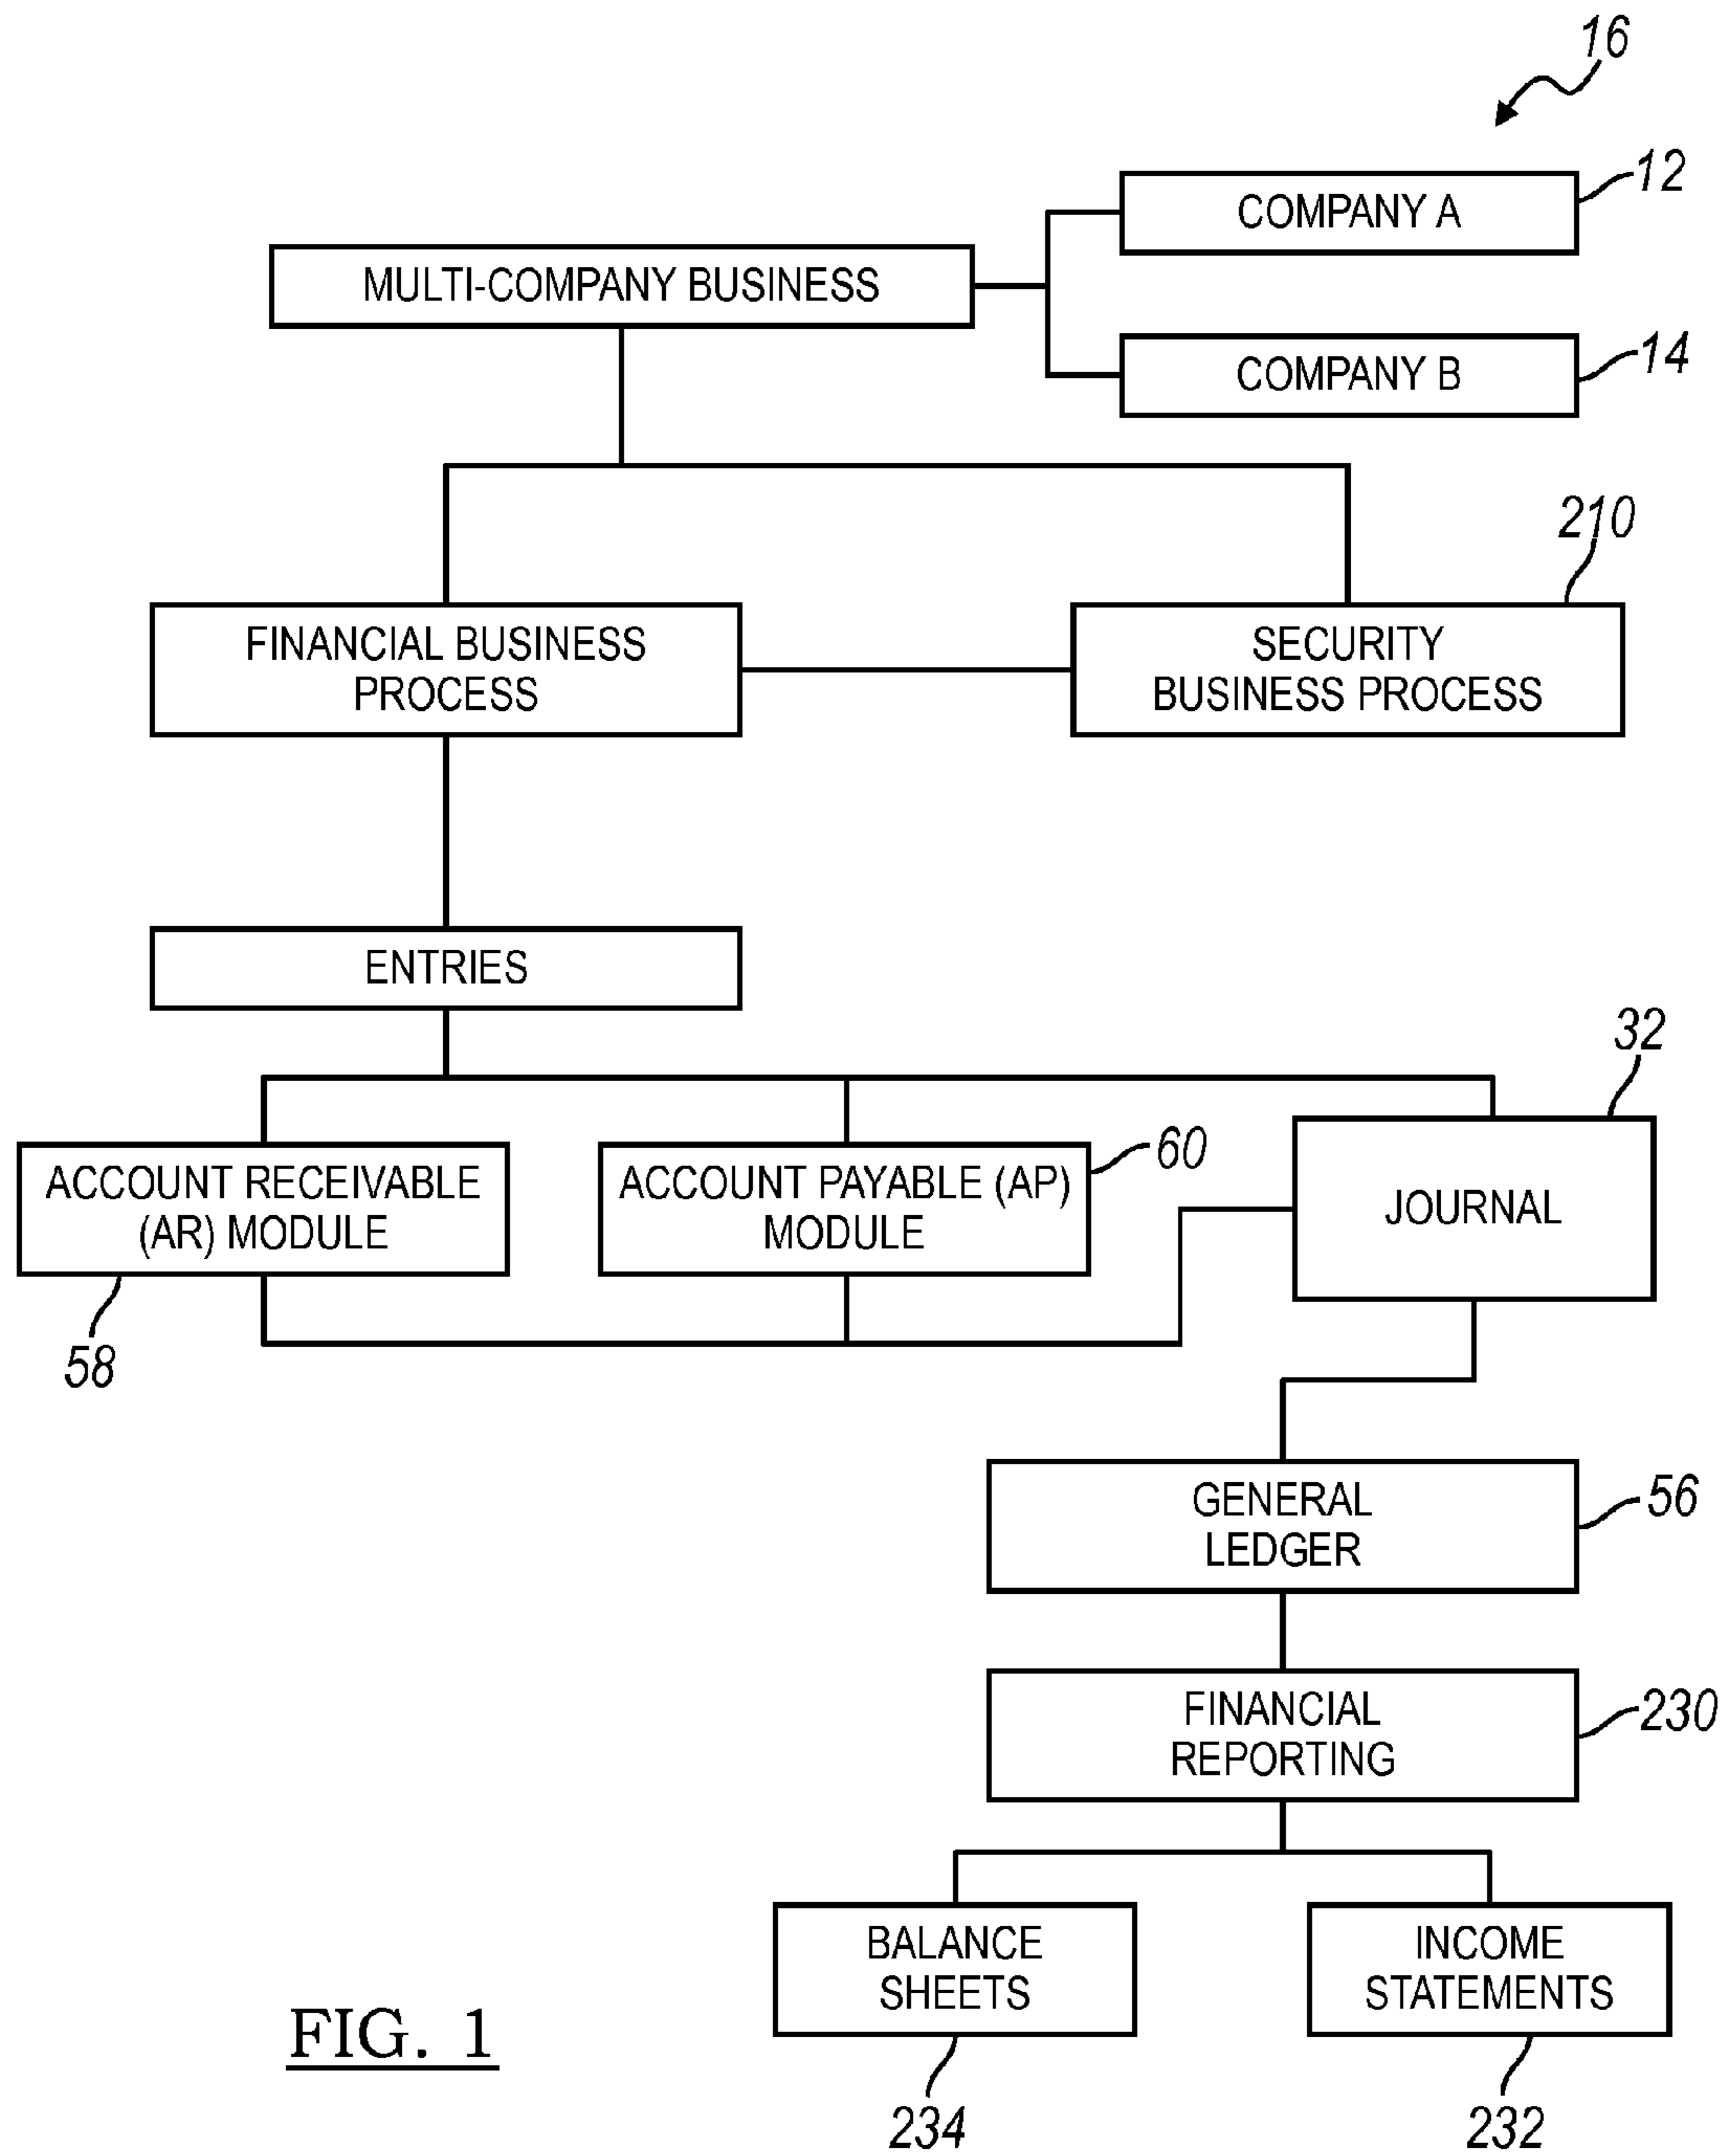 16
COMPANY A
12
MULTI-COMPANY BUSINESS
COMPANY B
14
210
FINANCIAL BUSINESS
PROCESS
SECURITY
BUSINESS PROCESS
ENTRIES
32
ACCOUNT RECEIVABLE
(AR) MODULE
58
ACCOUNT PAYABLE (AP)
MODULE
60
JOURNAL
GENERAL
LEDGER
56
FINANCIAL
REPORTING
230
BALANCE
SHEETS
234
INCOME
STATEMENTS
232
FIG. 1